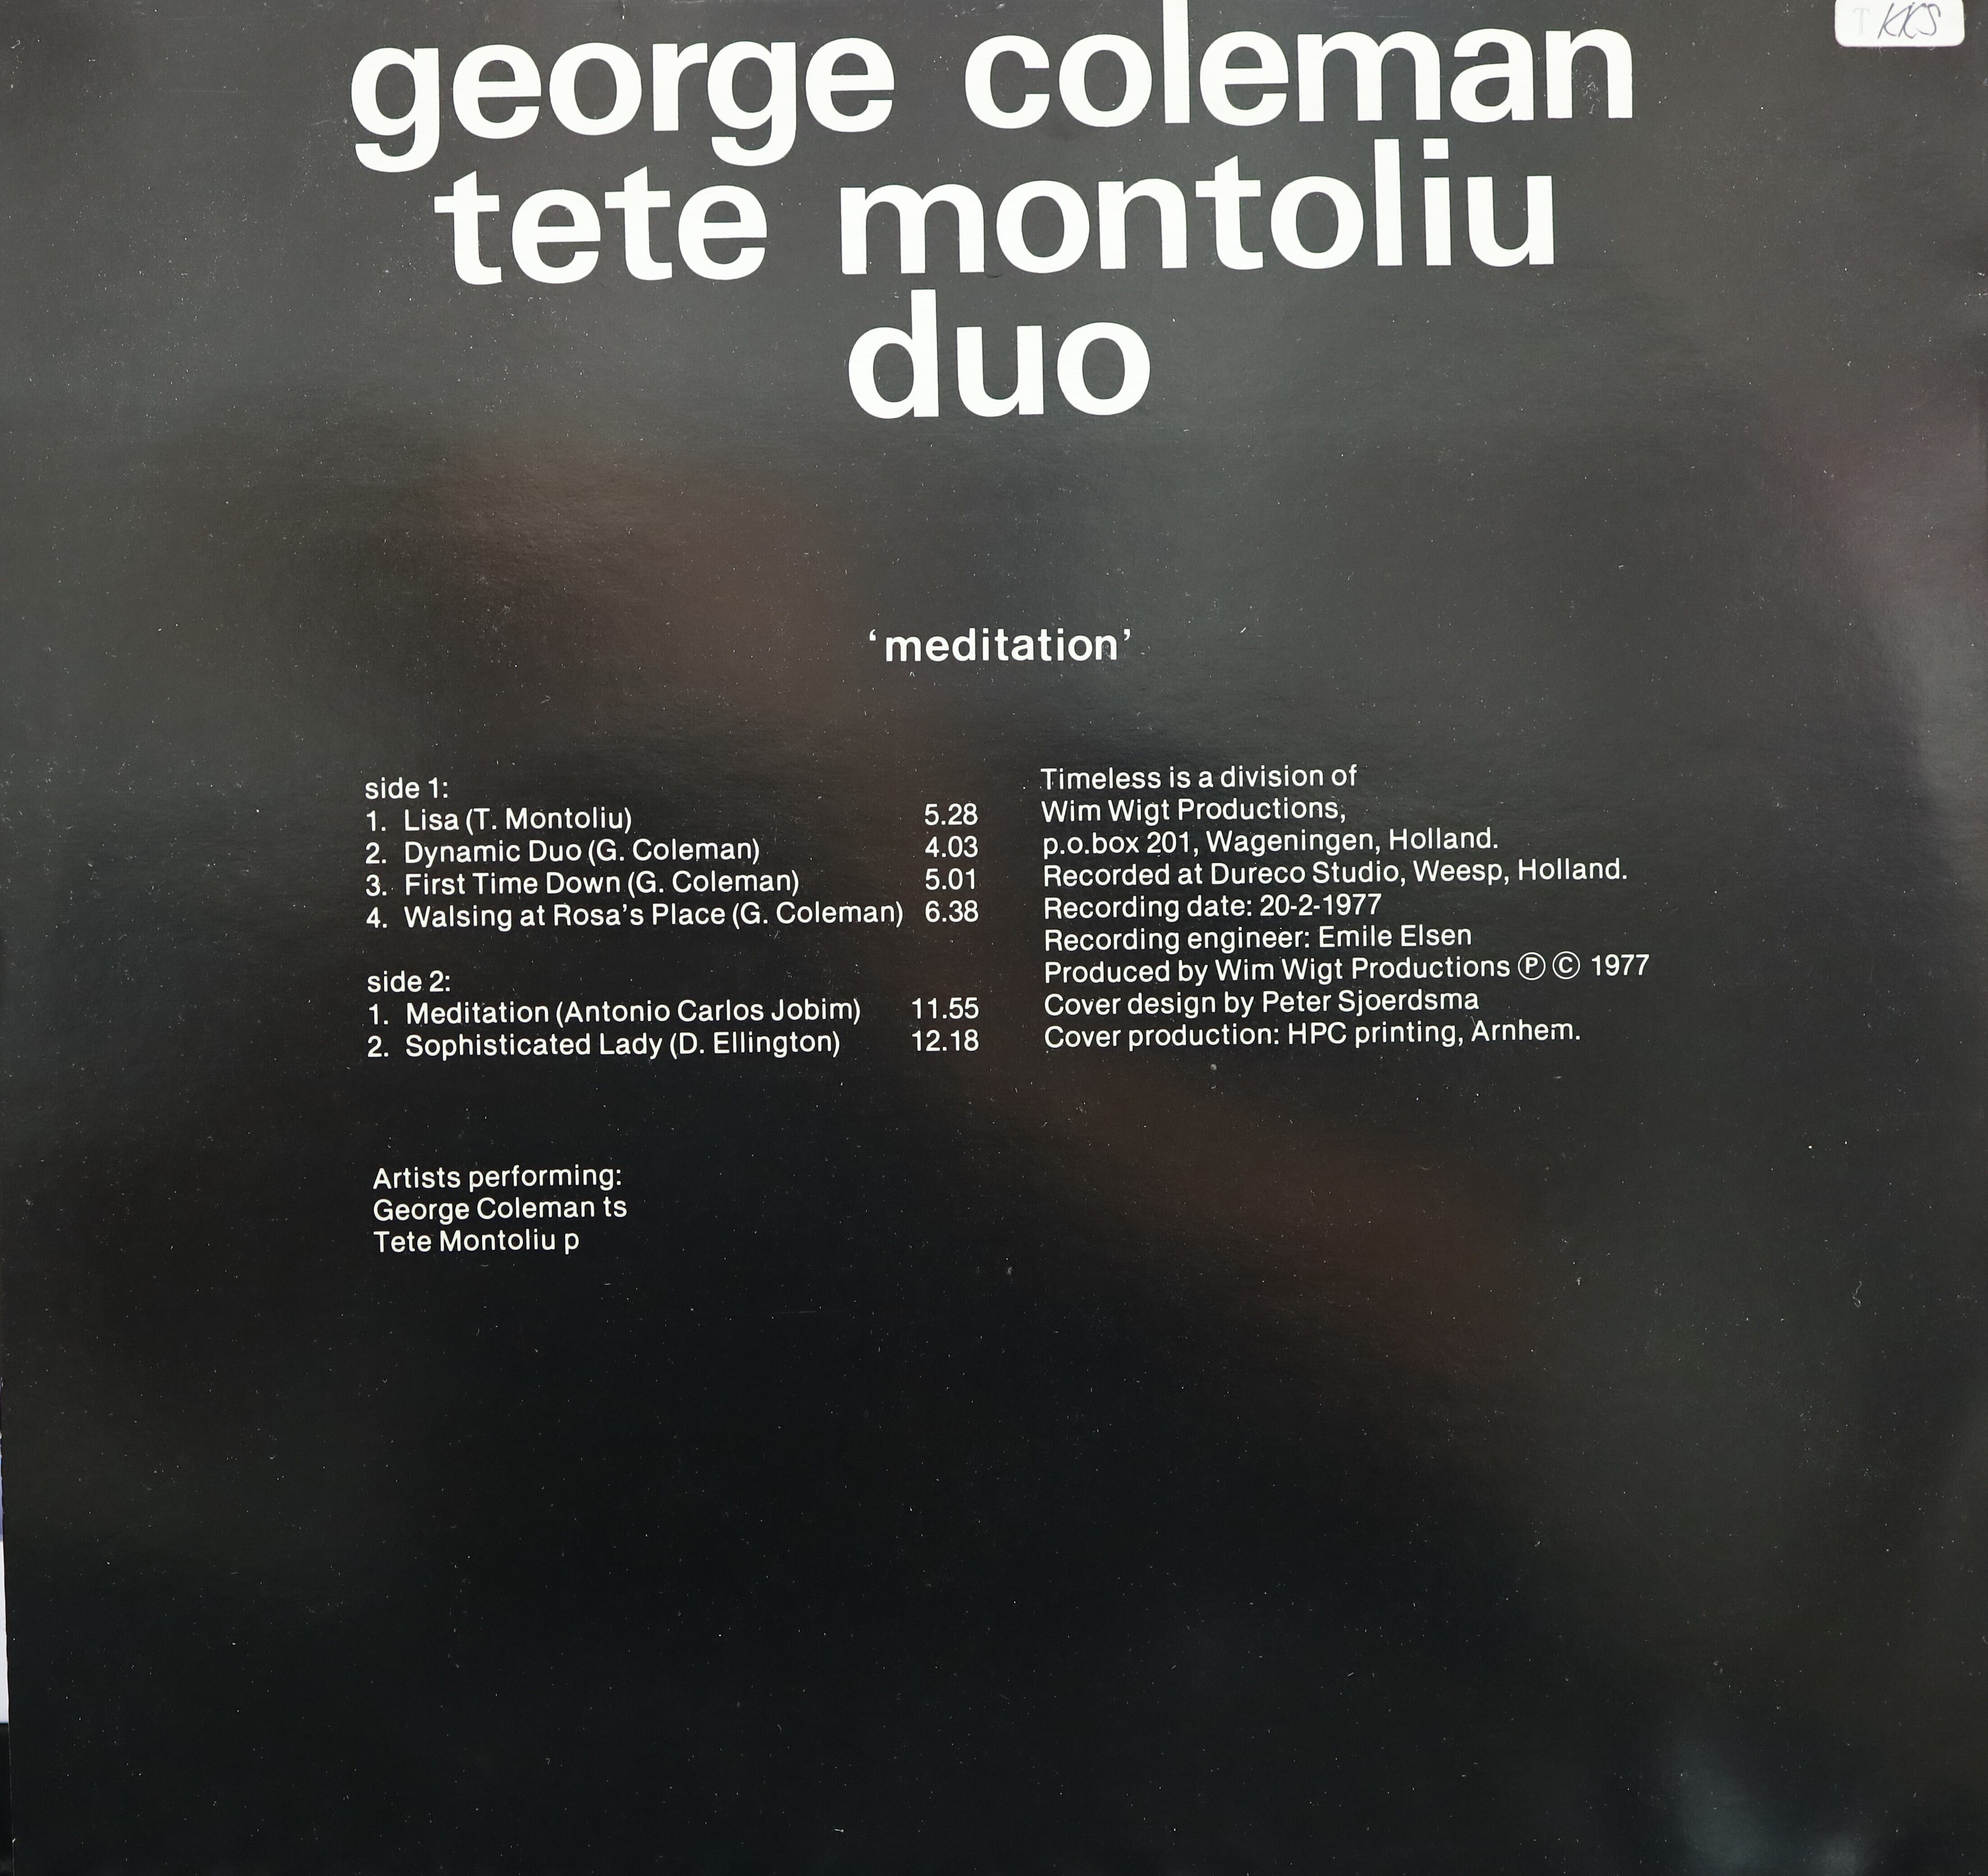 KKS
george coleman
tete montoliu
duo
‘meditation’
side 1:
1. Lisa (T. Montoliu) 5.28
2. Dynamic Duo (G. Coleman) 4.03
3. First Time Down (G. Coleman) 5.01
4. Walsing at Rosa's Place (G. Coleman) 6.38
side 2:
1. Meditation (Antonio Carlos Jobim) 11.55
2. Sophisticated Lady (D. Ellington) 12.18
Timeless is a division of
Wim Wigt Productions,
p.o.box 201, Wageningen, Holland.
Recorded at Dureco Studio, Weesp, Holland.
Recording date: 20-2-1977
Recording engineer: Emile Elsen
Produced by Wim Wigt Productions Ⓟ © 1977
Cover design by Peter Sjoerdsma
Cover production: HPC printing, Arnhem.
Artists performing:
George Coleman ts
Tete Montoliu p